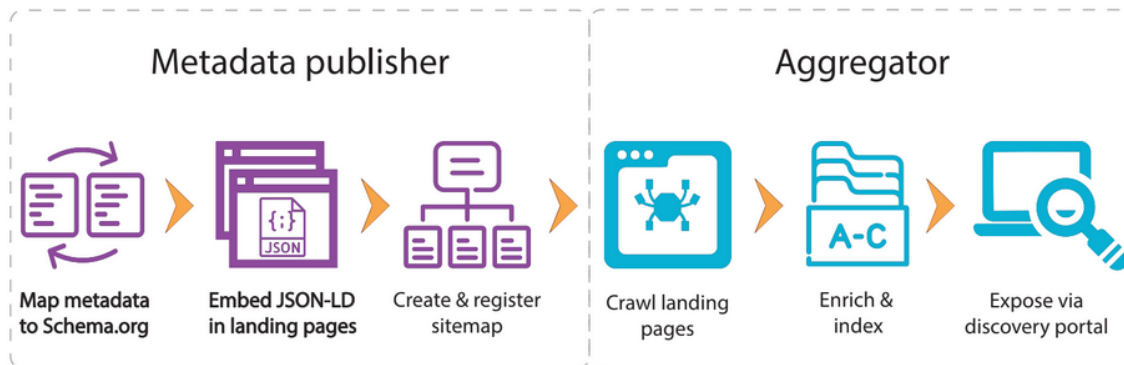 Metadata publisher
Aggregator
{;}
JSON
A-C
Map metadata
to Schema.org
Embed JSON-LD
in landing pages
Create & register
sitemap
Crawl landing
pages
Enrich &
index
Expose via
discovery portal